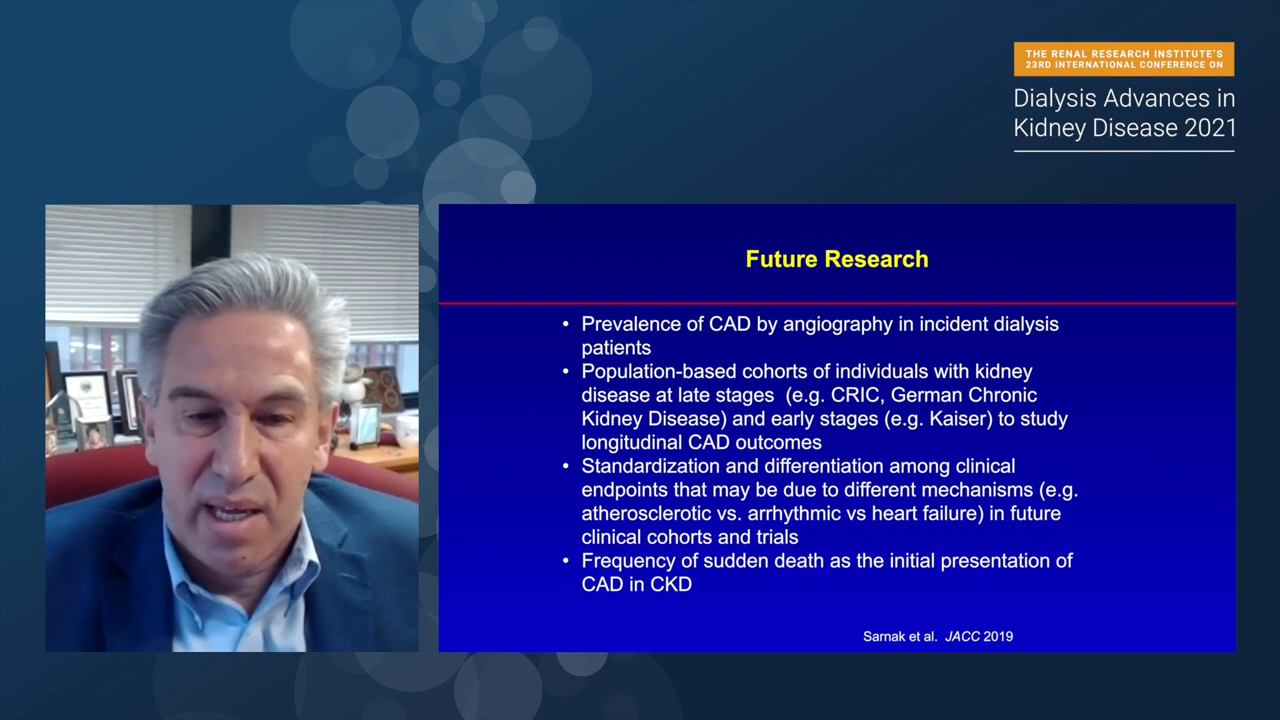 THE RENAL RESEARCH INSTITUTE'S
23RD INTERNATIONAL CONFERENCE ON
Dialysis Advances in
Kidney Disease 2021
Future Research
• Prevalence of CAD by angiography in incident dialysis
patients
• Population-based cohorts of individuals with kidney
disease at late stages (e.g. CRIC, German Chronic
Kidney Disease) and early stages (e.g. Kaiser) to study
longitudinal CAD outcomes
• Standardization and differentiation among clinical
endpoints that may be due to different mechanisms (e.g.
atherosclerotic vs. arrhythmic vs heart failure) in future
clinical cohorts and trials
• Frequency of sudden death as the initial presentation of
CAD in CKD
Sarnak et al. JACC 2019